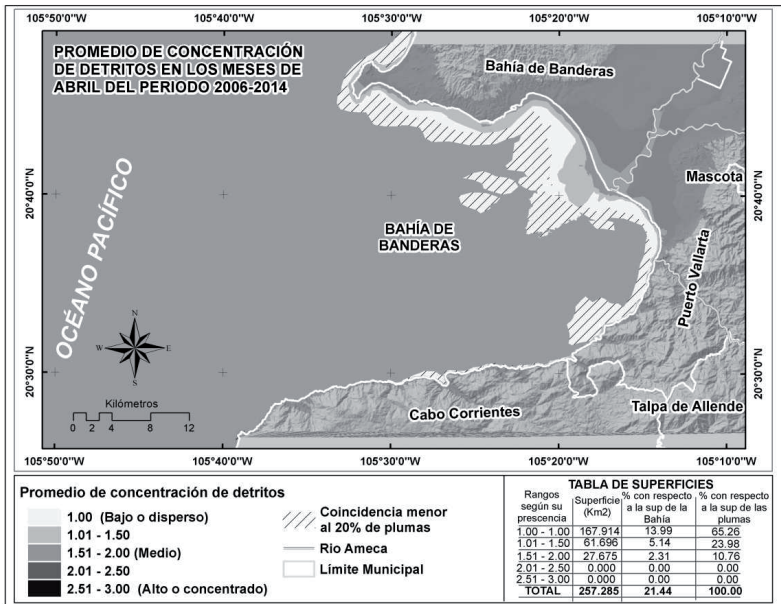 105°50'0"W 105°40'0"W 105°30'0"W 105°20'0"W 105°10'0"W
PROMEDIO DE CONCENTRACIÓN
DE DETRITOS EN LOS MESES DE
ABRIL DEL PERIODO 2006-2014
Bahía de Banderas
20°40'0"N
20°40'0"N
Mascota
OCÉANO PACÍFICO
BAHÍA DE
BANDERAS
Puerto Vallarta
N
W E
S
20°30'0"N
20°30'0"N
Kilómetros
0 2 4 8 12
Cabo Corrientes
Talpa de Allende
105°50'0"W 105°40'0"W 105°30'0"W 105°20'0"W 105°10'0"W
Promedio de concentración de detritos
1.00 (Bajo o disperso)
1.01 - 1.50
1.51 - 2.00 (Medio)
2.01 - 2.50
2.51 - 3.00 (Alto o concentrado)
Coincidencia menor
al 20% de plumas
Rio Ameca
Límite Municipal
TABLA DE SUPERFICIES
Rangos según su prescencia Superficie (Km2) % con respecto a la sup de la Bahía % con respecto a la sup de las plumas
1.00 - 1.00 167.914 13.99 65.26
1.01 - 1.50 61.696 5.14 23.98
1.51 - 2.00 27.675 2.31 10.76
2.01 - 2.50 0.000 0.00 0.00
2.51 - 3.00 0.000 0.00 0.00
TOTAL 257.285 21.44 100.00